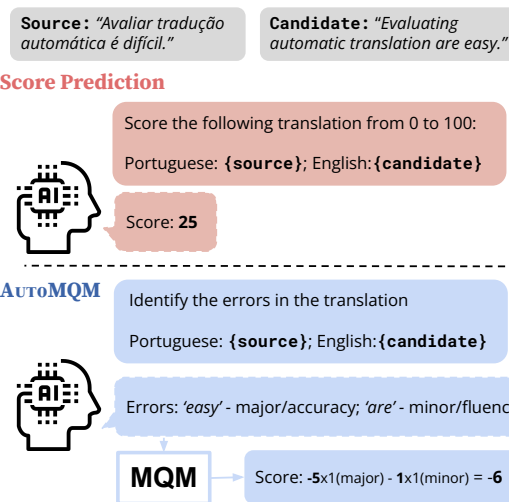 Source: “Avaliar tradução
automática é difícil.”
Candidate: “Evaluating
automatic translation are easy.”
Score Prediction
Score the following translation from 0 to 100:
Portuguese: {source}; English:{candidate}
AI
Score: 25
AUTOMQM
Identify the errors in the translation
Portuguese: {source}; English:{candidate}
AI
Errors: ‘easy’ - major/accuracy; ‘are’ - minor/fluenc
MQM
Score: -5x1(major) - 1x1(minor) = -6